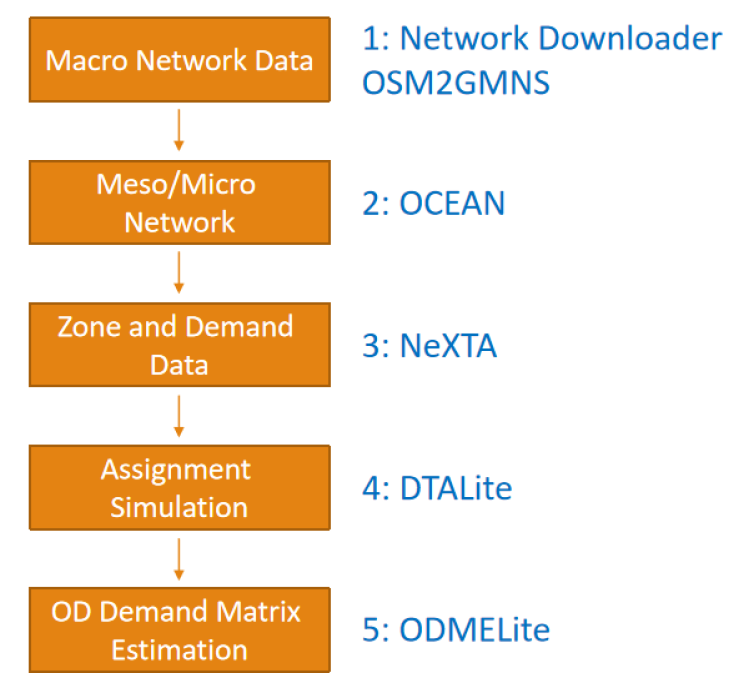 Macro Network Data
1: Network Downloader
OSM2GMNS
Meso/Micro
Network
2: OCEAN
Zone and Demand
Data
3: NeXTA
Assignment
Simulation
4: DTALite
OD Demand Matrix
Estimation
5: ODMELite